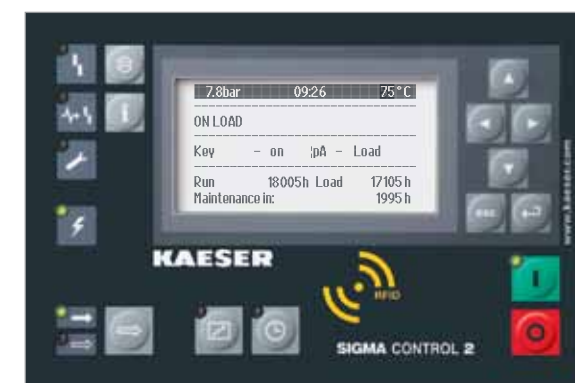 7.8bar 09:26 75°C
ON LOAD
Key - on ¦pA - Load
Run 18005h Load 17105h
Maintenance in: 1995h
esc
www.kaeser.com
KAESER
RFID
I
O
SIGMA CONTROL 2